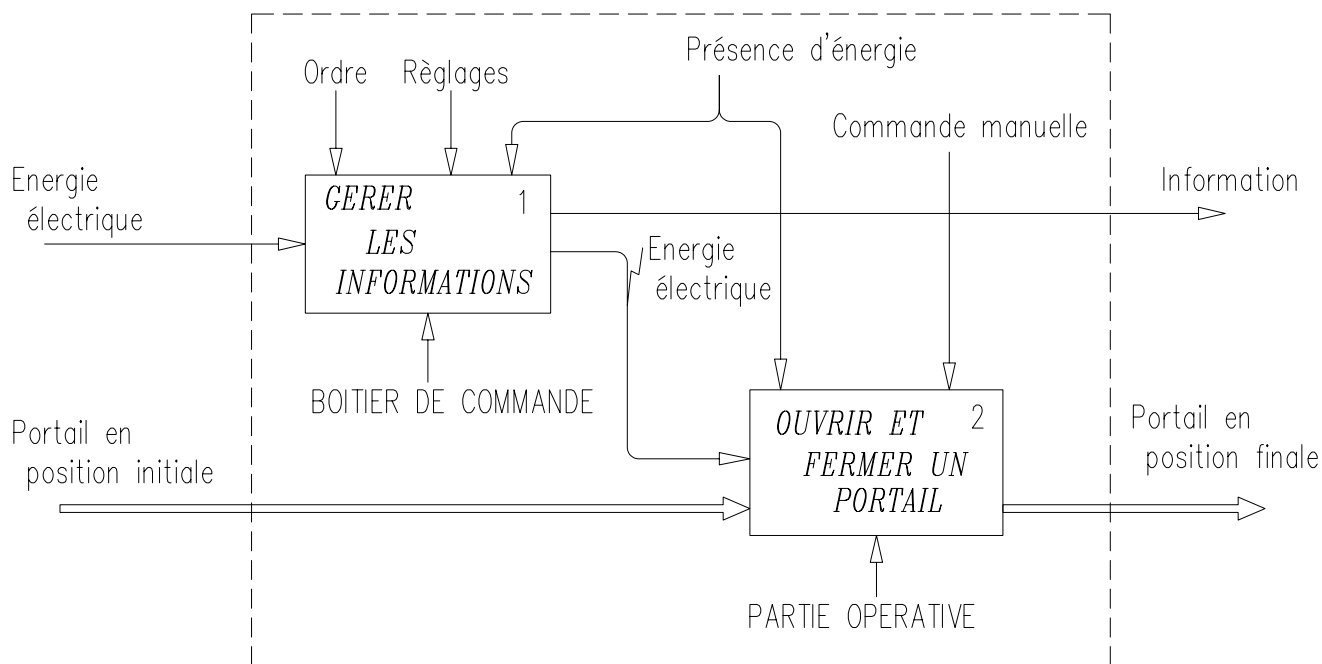 Présence d'énergie
Ordre
Règlages
Commande manuelle
Energie
électrique
GERER
1
LES
INFORMATIONS
Information
Energie
électrique
BOITIER DE COMMANDE
OUVRIR ET
2
FERMER UN
PORTAIL
Portail en
position initiale
Portail en
position finale
PARTIE OPERATIVE